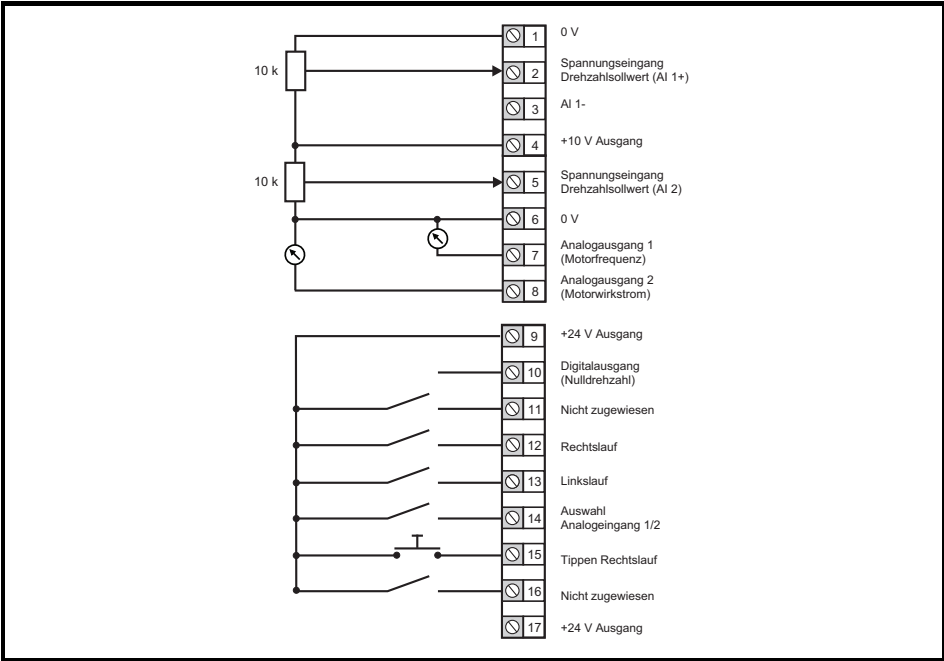 1 0 V
10 k
2 Spannungseingang
Drehzahlsollwert (AI 1+)
3 AI 1-
4 +10 V Ausgang
10 k
5 Spannungseingang
Drehzahlsollwert (AI 2)
6 0 V
7 Analogausgang 1
(Motorfrequenz)
8 Analogausgang 2
(Motorwirkstrom)
9 +24 V Ausgang
10 Digitalausgang
(Nulldrehzahl)
11 Nicht zugewiesen
12 Rechtslauf
13 Linkslauf
14 Auswahl
Analogeingang 1/2
15 Tippen Rechtslauf
16 Nicht zugewiesen
17 +24 V Ausgang